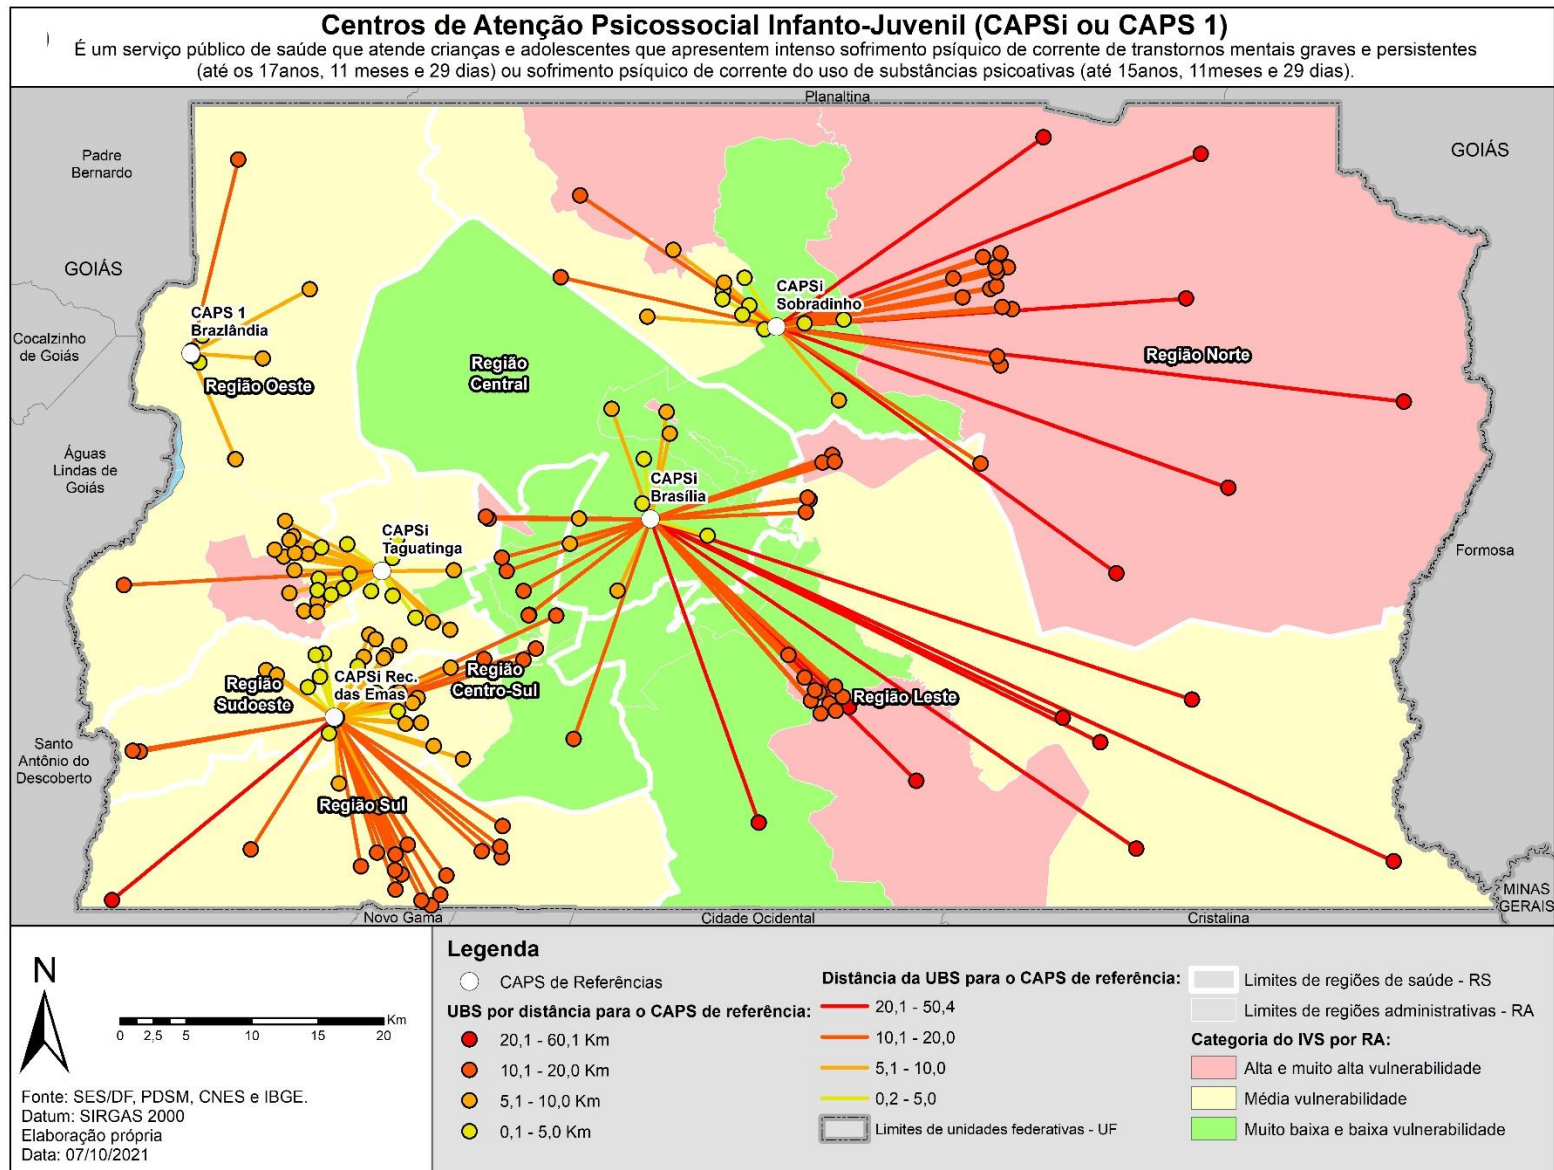 Centros de Atenção Psicossocial Infanto-Juvenil (CAPSi ou CAPS 1)
É um serviço público de saúde que atende crianças e adolescentes que apresentem intenso sofrimento psíquico de corrente de transtornos mentais graves e persistentes
(até os 17anos, 11 meses e 29 dias) ou sofrimento psíquico de corrente do uso de substâncias psicoativas (até 15anos, 11meses e 29 dias).
Planaltina
Padre
Bernardo
GOIÁS
GOIÁS
CAPS 1
Brazlândia
CAPSi
Sobradinho
Cocalzinho
de Goiás
Região
Central
Região Norte
Região Oeste
Águas
Lindas de
Goiás
CAPSi
Brasília
CAPSi
Taguatinga
Formosa
CAPSi Rec.
das Emas
Região
Centro-Sul
Região
Sudoeste
Região Leste
Santo
Antônio do
Descoberto
Região Sul
MINAS
GERAIS
Novo Gama
Cidade Ocidental
Cristalina
N
Km
0 2,5 5 10 15 20
Fonte: SES/DF, PDSM, CNES e IBGE.
Datum: SIRGAS 2000
Elaboração própria
Data: 07/10/2021
Legenda
CAPS de Referências
UBS por distância para o CAPS de referência:
20,1 - 60,1 Km
10,1 - 20,0 Km
5,1 - 10,0 Km
0,1 - 5,0 Km
Distância da UBS para o CAPS de referência:
20,1 - 50,4
10,1 - 20,0
5,1 - 10,0
0,2 - 5,0
Limites de unidades federativas - UF
Limites de regiões de saúde - RS
Limites de regiões administrativas - RA
Categoria do IVS por RA:
Alta e muito alta vulnerabilidade
Média vulnerabilidade
Muito baixa e baixa vulnerabilidade